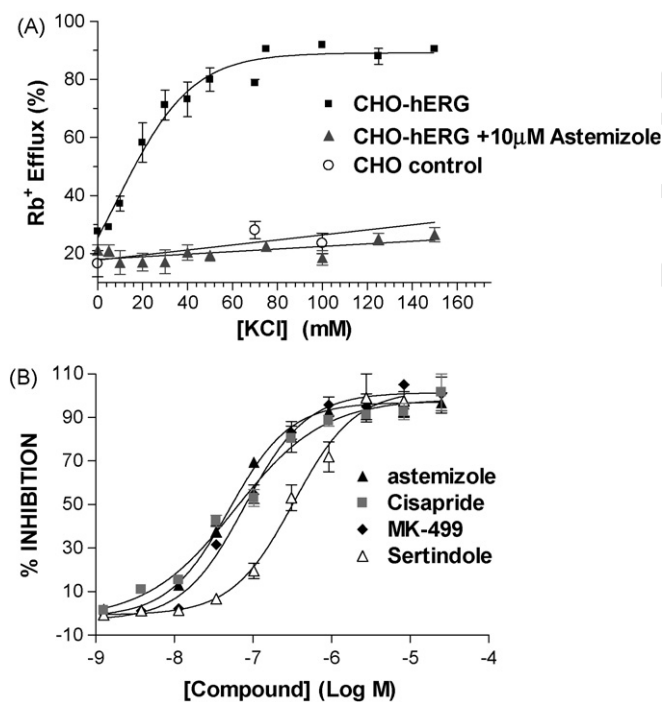 (A)
100
80
60
40
20
Rb+ Efflux (%)
CHO-hERG
CHO-hERG +10μM Astemizole
CHO control
0 20 40 60 80 100 120 140 160
[KCl] (mM)
(B)
110
90
70
50
30
10
-10
% INHIBITION
astemizole
Cisapride
MK-499
Sertindole
-9 -8 -7 -6 -5 -4
[Compound] (Log M)